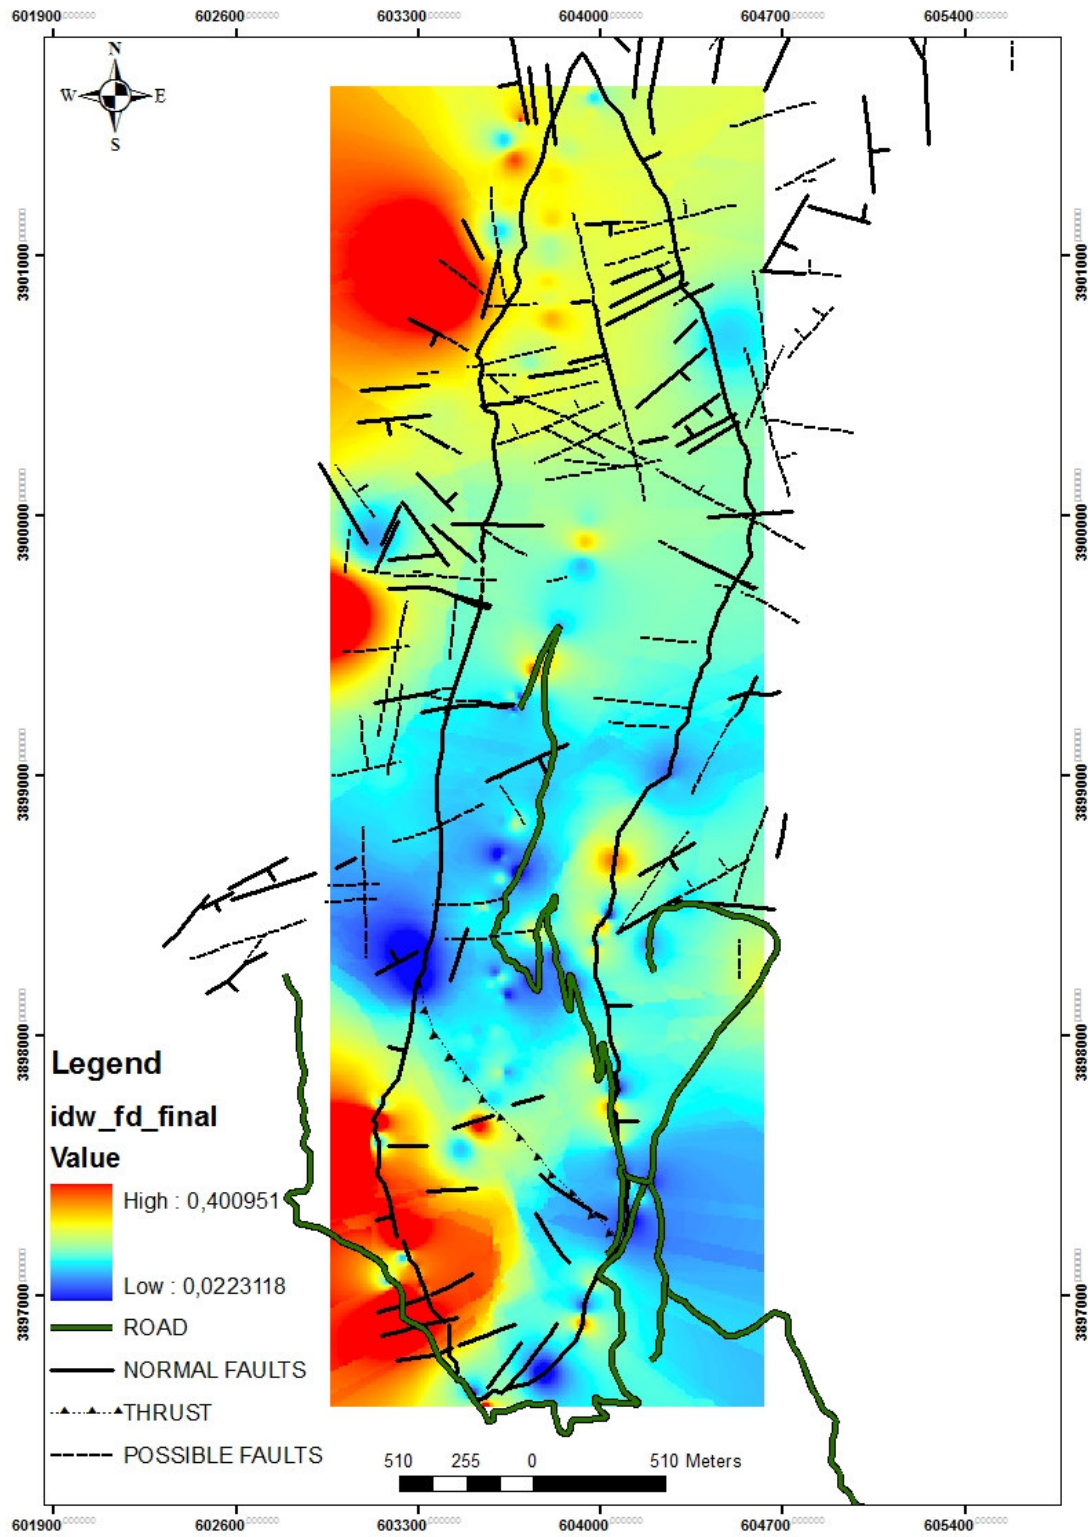 601900 602600 603300 604000 604700 605400
N
W E
S
3901000 3901000
3900000 3900000
3899000 3899000
3898000 3898000
Legend
idw_fd_final
Value
High : 0,400951
Low : 0,0223118
3897000 3897000
ROAD
NORMAL FAULTS
THRUST
POSSIBLE FAULTS
510 255 0 510 Meters
601900 602600 603300 604000 604700 605400